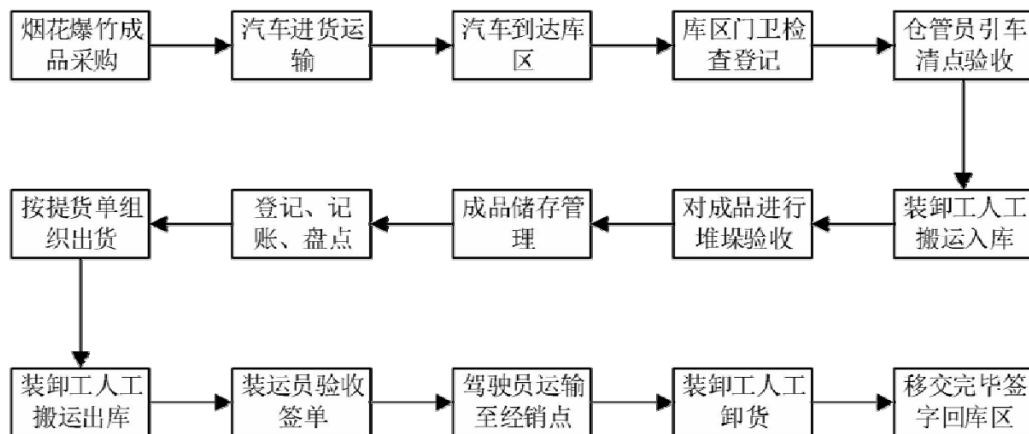 烟花爆竹成
品采购
汽车进货运
输
汽车到达库
区
库区门卫检
查登记
仓管员引车
清点验收
装卸工人工
搬运入库
对成品进行
堆垛验收
成品储存管
理
登记、记
账、盘点
按提货单组
织出货
装卸工人工
搬运出库
装运员验收
签单
驾驶员运输
至经销点
装卸工人工
卸货
移交完毕签
字回库区